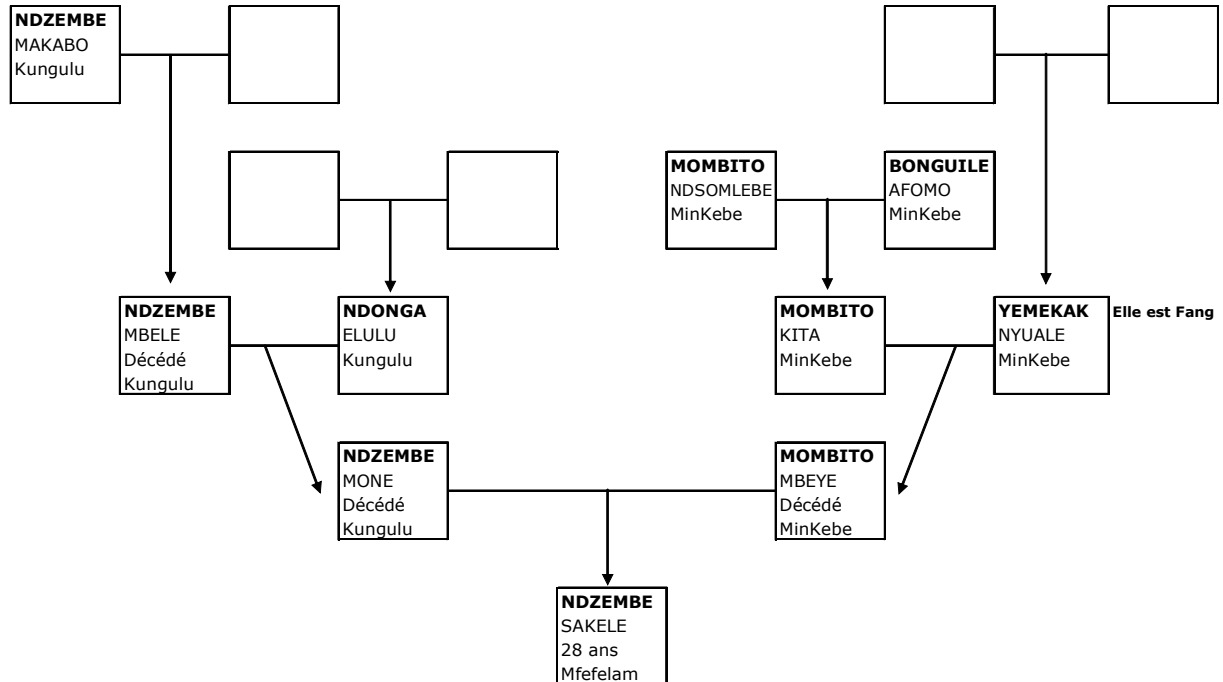 NDZEMBE
MAKABO
Kungulu
MOMBITO
NDSOMLEBE
MinKebe
BONGUILE
AFOMO
MinKebe
NDZEMBE
MBELE
Décédé
Kungulu
NDONGA
ELULU
Kungulu
MOMBITO
KITA
MinKebe
YEMEKAK
NYUALE
MinKebe
Elle est Fang
NDZEMBE
MONE
Décédé
Kungulu
MOMBITO
MBEYE
Décédé
MinKebe
NDZEMBE
SAKELE
28 ans
Mfefelam